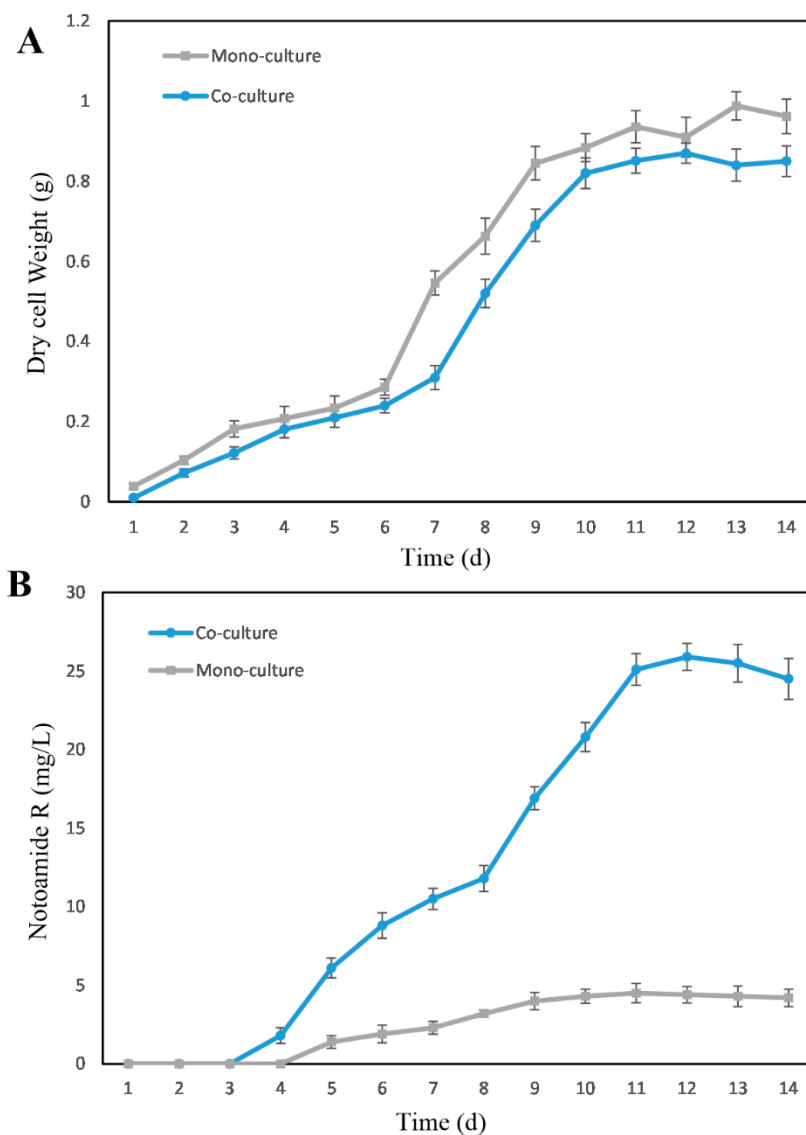 A
Mono-culture
Co-culture
Dry cell Weight (g)
1.2
1
0.8
0.6
0.4
0.2
0
1 2 3 4 5 6 7 8 9 10 11 12 13 14
Time (d)
B
Co-culture
Mono-culture
Notoamide R (mg/L)
30
25
20
15
10
5
0
1 2 3 4 5 6 7 8 9 10 11 12 13 14
Time (d)